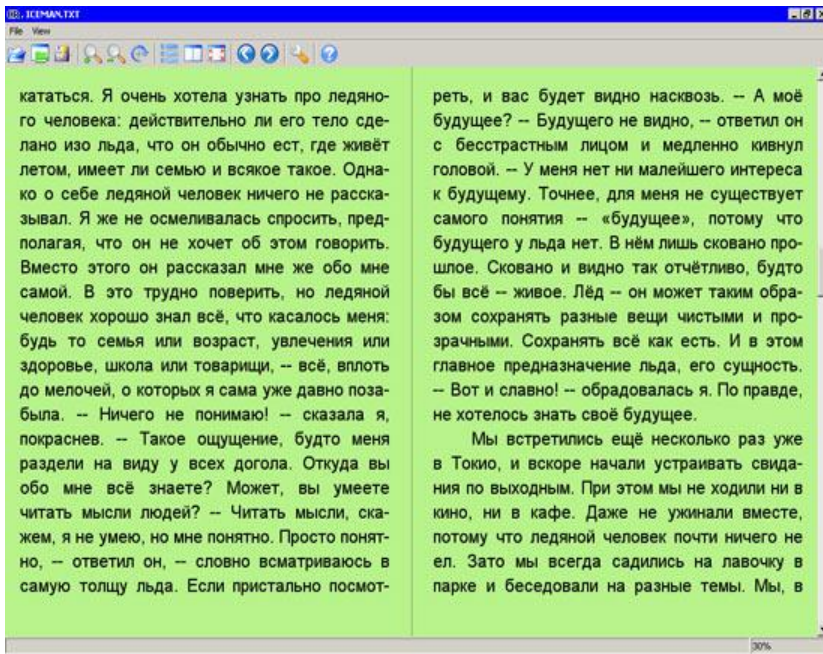 ICEMAN.TXT
File View
кататься. Я очень хотела узнать про ледяно-
го человека: действительно ли его тело сде-
лано изо льда, что он обычно ест, где живёт
летом, имеет ли семью и всякое такое. Одна-
ко о себе ледяной человек ничего не расска-
зывал. Я же не осмеливалась спросить, пред-
полагая, что он не хочет об этом говорить.
Вместо этого он рассказал мне же обо мне
самой. В это трудно поверить, но ледяной
человек хорошо знал всё, что касалось меня:
будь то семья или возраст, увлечения или
здоровье, школа или товарищи, -- всё, вплоть
до мелочей, о которых я сама уже давно поза-
была. -- Ничего не понимаю! -- сказала я,
покраснев. -- Такое ощущение, будто меня
раздели на виду у всех догола. Откуда вы
обо мне всё знаете? Может, вы умеете
читать мысли людей? -- Читать мысли, ска-
жем, я не умею, но мне понятно. Просто понят-
но, -- ответил он, -- словно всматриваюсь в
самую толщу льда. Если пристально посмот-
реть, и вас будет видно насквозь. -- А моё
будущее? -- Будущего не видно, -- ответил он
с бесстрастным лицом и медленно кивнул
головой. -- У меня нет ни малейшего интереса
к будущему. Точнее, для меня не существует
самого понятия -- «будущее», потому что
будущего у льда нет. В нём лишь сковано про-
шлое. Сковано и видно так отчётливо, будто
бы всё -- живое. Лёд -- он может таким обра-
зом сохранять разные вещи чистыми и про-
зрачными. Сохранять всё как есть. И в этом
главное предназначение льда, его сущность.
-- Вот и славно! -- обрадовалась я. По правде,
не хотелось знать своё будущее.
Мы встретились ещё несколько раз уже
в Токио, и вскоре начали устраивать свида-
ния по выходным. При этом мы не ходили ни в
кино, ни в кафе. Даже не ужинали вместе,
потому что ледяной человек почти ничего не
ел. Зато мы всегда садились на лавочку в
парке и беседовали на разные темы. Мы, в
30%